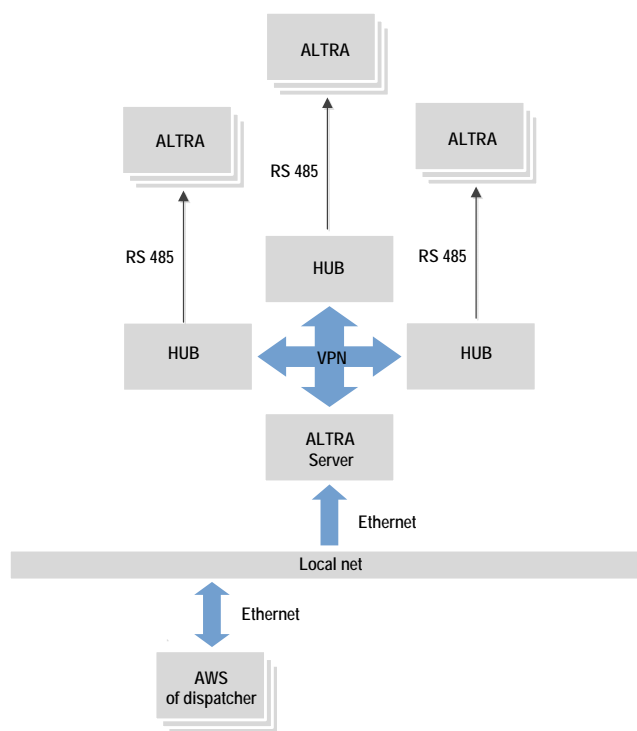 ALTRA
ALTRA
ALTRA
RS 485
RS 485
RS 485
HUB
HUB
VPN
HUB
ALTRA
Server
Ethernet
Local net
Ethernet
AWS
of dispatcher